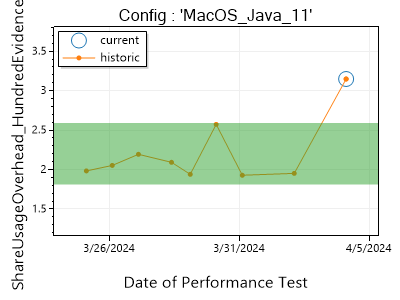 Config : 'MacOS_Java_11'
current
historic
3.5
3
2.5
2
1.5
ShareUsageOverhead_HundredEvidence
3/26/2024
3/31/2024
4/5/2024
Date of Performance Test